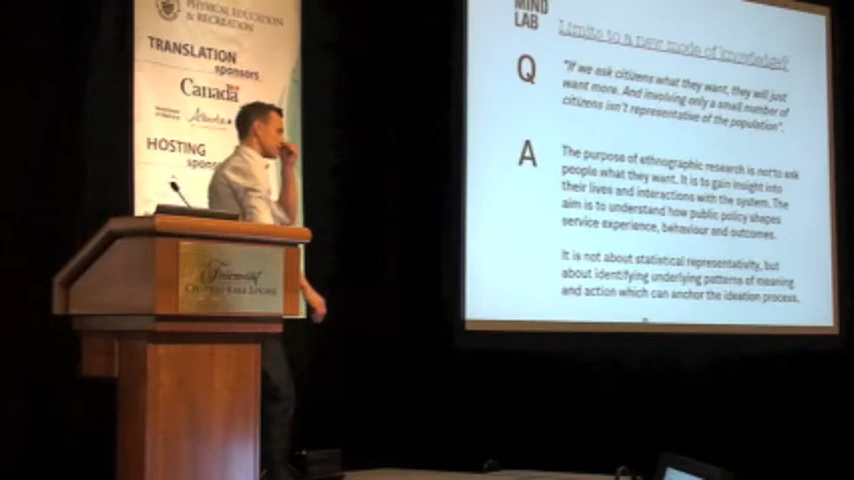 PHYSICAL EDUCATION
& RECREATION
TRANSLATION
sponsors
Canada
Alberta
HOSTING
sponso
The Fairmont
CHATEAU LAKE LOUISE
MIND
LAB
Limits to a new mode of knowledge?
Q
"If we ask citizens what they want, they will just
want more. And involving only a small number of
citizens isn't representative of the population".
A
The purpose of ethnographic research is not to ask
people what they want. It is to gain insight into
their lives and interactions with the system. The
aim is to understand how public policy shapes
service experience, behaviour and outcomes.
It is not about statistical representativity, but
about identifying underlying patterns of meaning
and action which can anchor the ideation process.